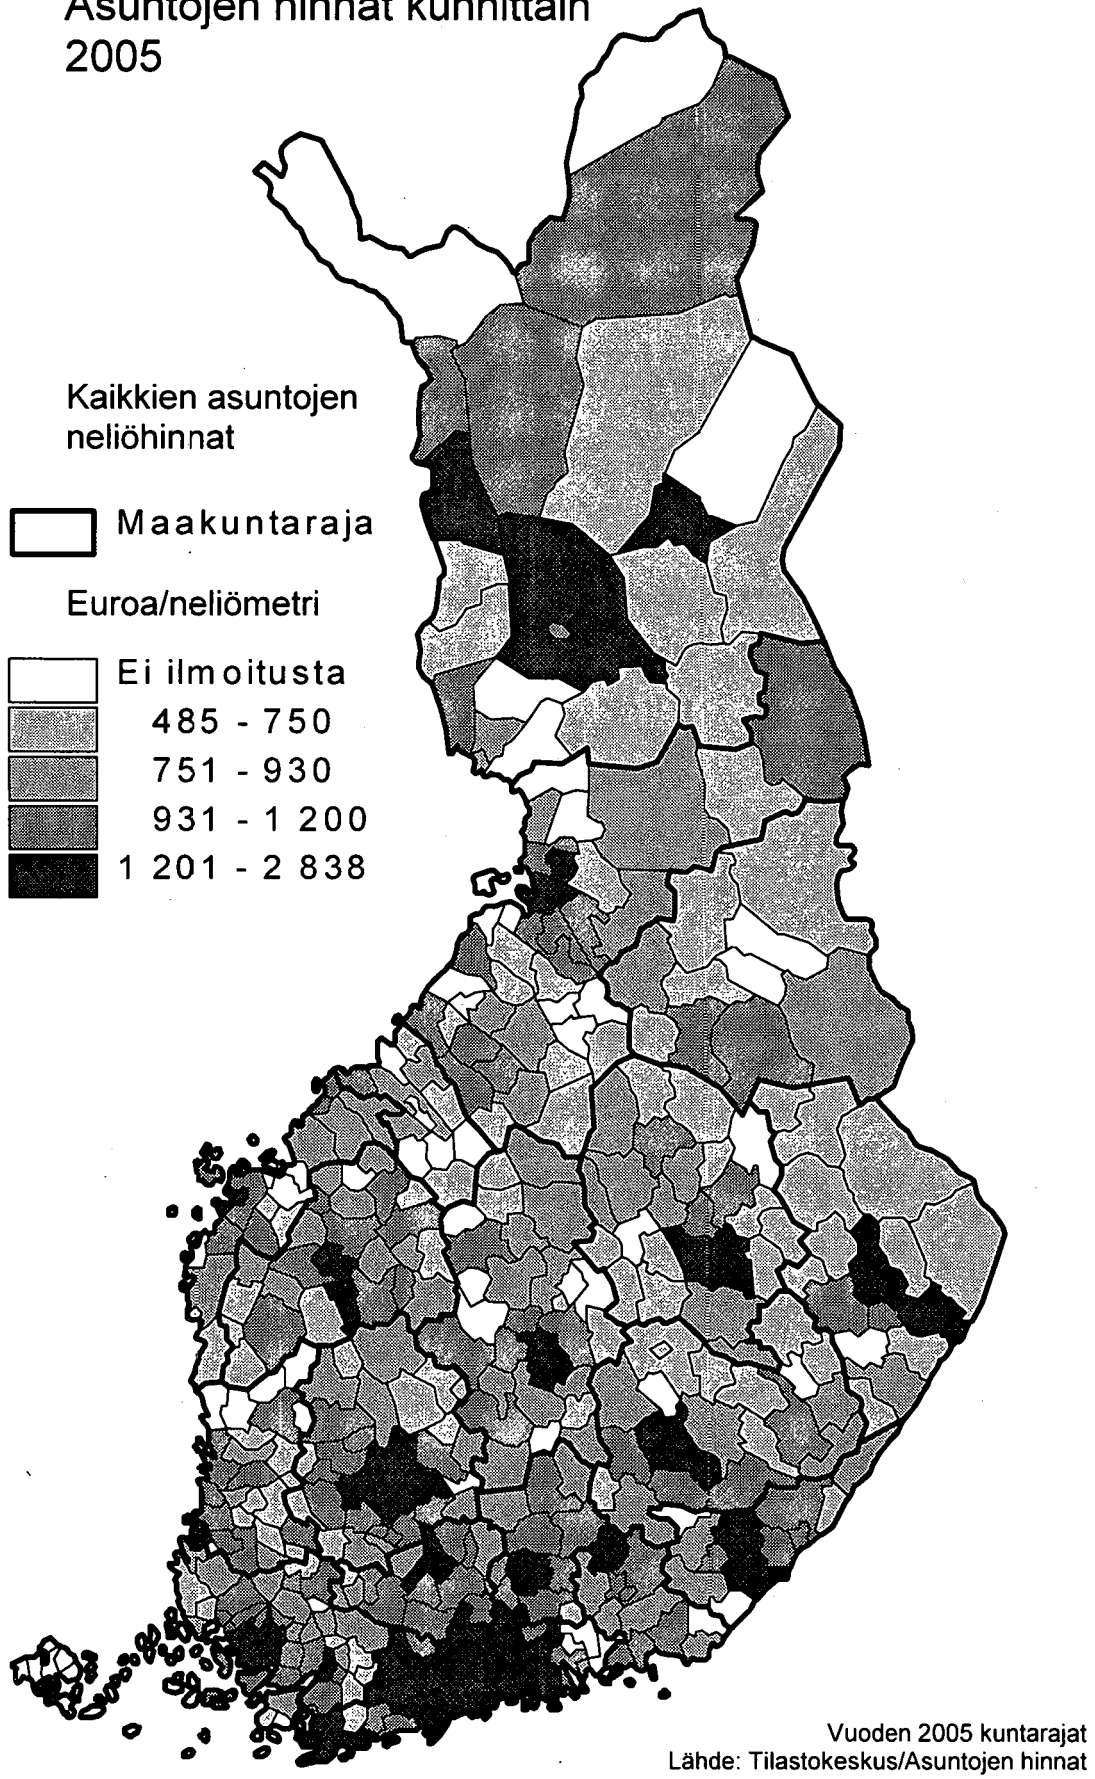 Asuntojen hinnat kunnittain
2005
Kaikkien asuntojen
neliöhinnat
Maakuntaraja
Euroa/neliömetri
Ei ilmoitusta
485 - 750
751 - 930
931 - 1 200
1 201 - 2 838
Vuoden 2005 kuntarajat
Lähde: Tilastokeskus/Asuntojen hinnat